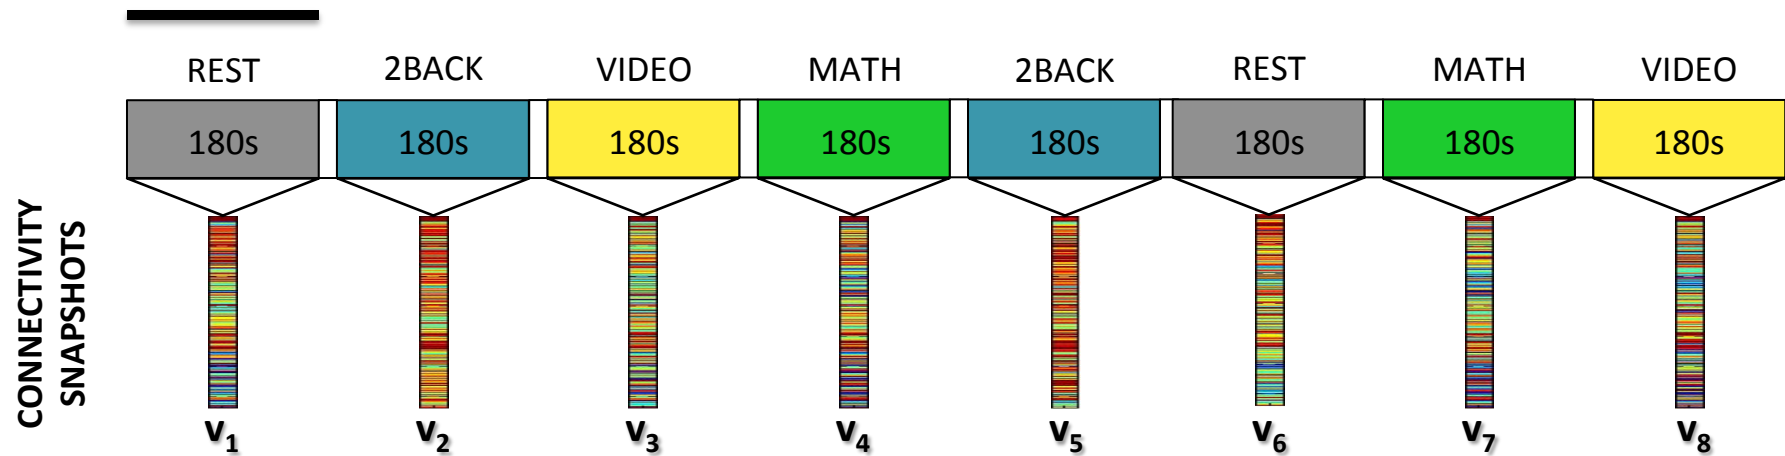 REST 2BACK VIDEO MATH 2BACK REST MATH VIDEO
180s 180s 180s 180s 180s 180s 180s 180s
CONNECTIVITY
SNAPSHOTS
v1 v2 v3 v4 v5 v6 v7 v8